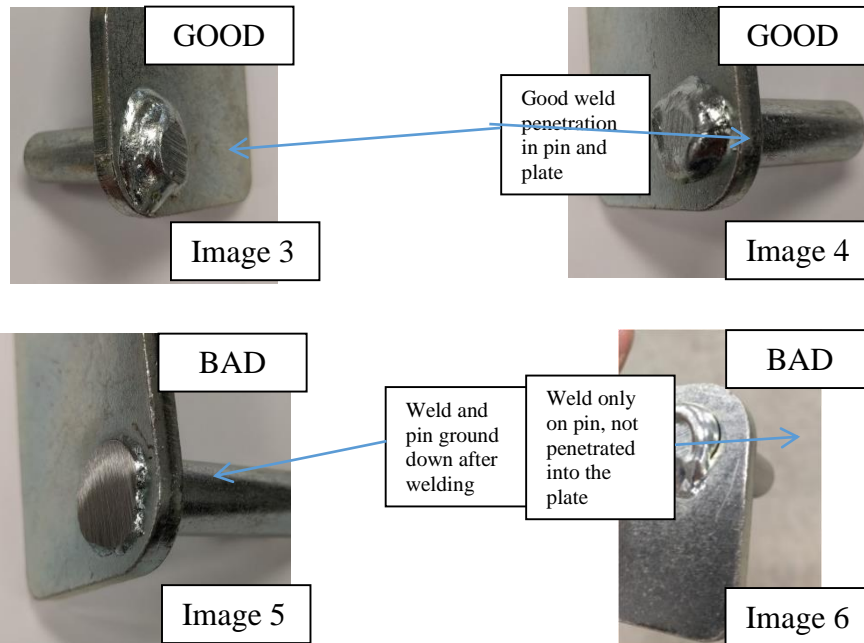 GOOD
GOOD
Good weld
penetration
in pin and
plate
Image 3
Image 4
BAD
BAD
Weld and
pin ground
down after
welding
Weld only
on pin, not
penetrated
into the
plate
Image 5
Image 6